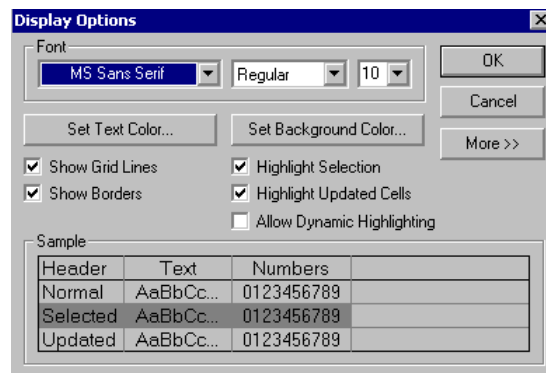 Display Options
Font
MS Sans Serif Regular 10
OK
Cancel
More >>
Set Text Color... Set Background Color...
Show Grid Lines Highlight Selection
Show Borders Highlight Updated Cells
Allow Dynamic Highlighting
Sample
Header Text Numbers
Normal AaBbCc... 0123456789
Selected AaBbCc... 0123456789
Updated AaBbCc... 0123456789